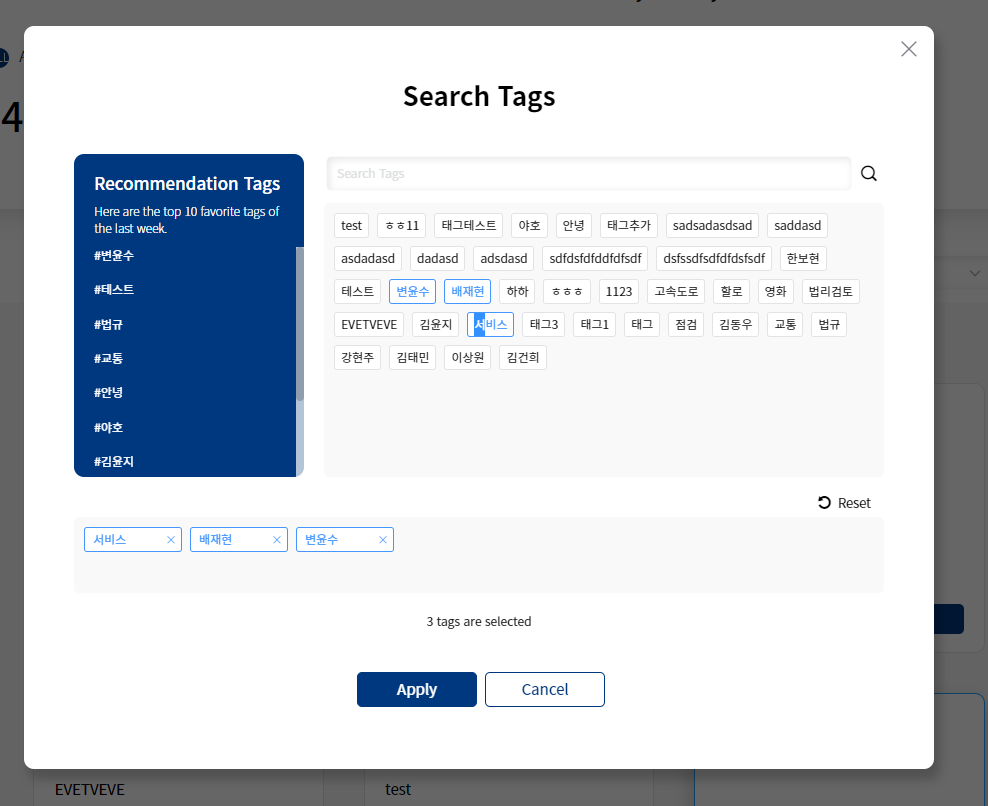 4
Search Tags
Recommendation Tags
Here are the top 10 favorite tags of
the last week.
#변윤수
#테스트
#법규
#교통
#안녕
#야호
#김윤지
Search Tags
test ㅎㅎ11 태그테스트 야호 안녕 태그추가 sadsadasdsad saddasd
asdadasd dadasd adsdasd sdfdsfdfddfdfsdf dsfssdfsdfdfdsfsdf 한보현
테스트 변윤수 배재현 하하 ㅎㅎㅎ 1123 고속도로 할로 영화 법리검토
EVETVEVE 김윤지 서비스 태그3 태그1 태그 점검 김동우 교통 법규
강현주 김태민 이상원 김건희
Reset
서비스 배재현 변윤수
3 tags are selected
Apply Cancel
EVETVEVE test